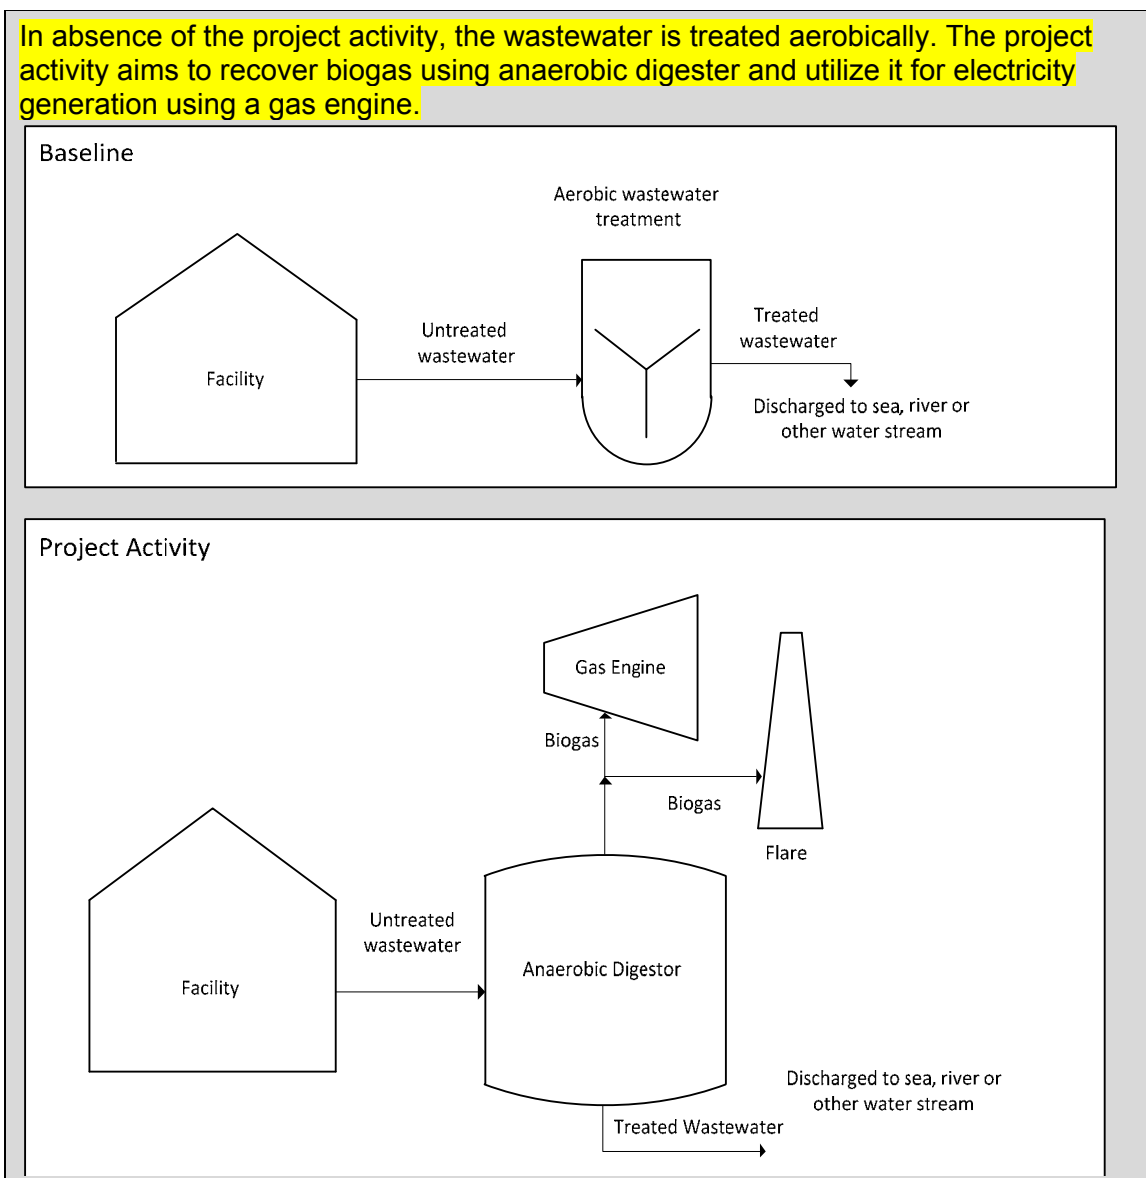 In absence of the project activity, the wastewater is treated aerobically. The project
activity aims to recover biogas using anaerobic digester and utilize it for electricity
generation using a gas engine.
Baseline
Aerobic wastewater
treatment
Untreated
wastewater
Treated
wastewater
Facility
Discharged to sea, river or
other water stream
Project Activity
Gas Engine
Biogas
Biogas
Flare
Untreated
wastewater
Anaerobic Digestor
Facility
Discharged to sea, river or
other water stream
Treated Wastewater